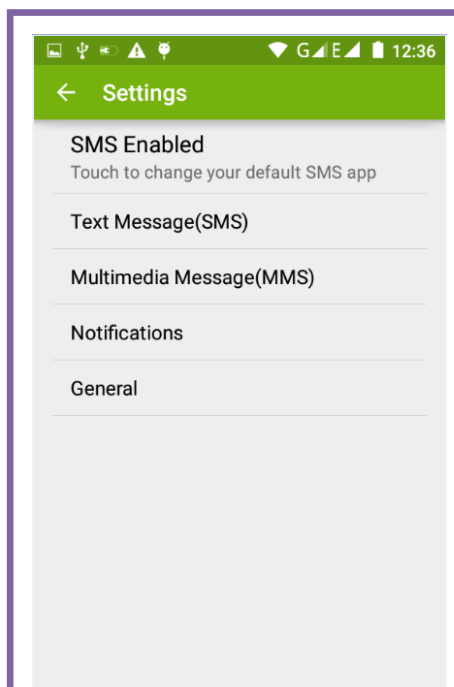 G E 12:36
Settings
SMS Enabled
Touch to change your default SMS app
Text Message(SMS)
Multimedia Message(MMS)
Notifications
General